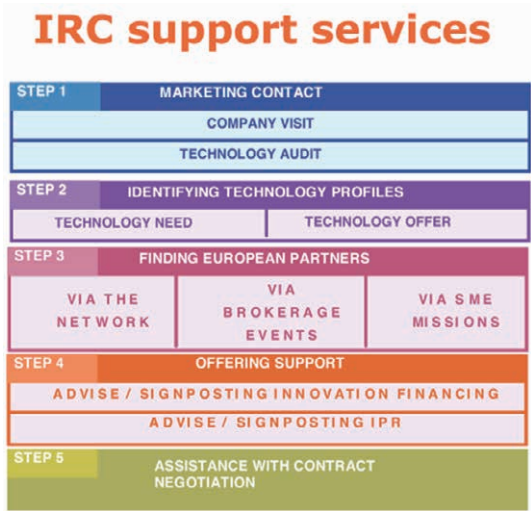 IRC support services
STEP 1 MARKETING CONTACT
COMPANY VISIT
TECHNOLOGY AUDIT
STEP 2 IDENTIFYING TECHNOLOGY PROFILES
TECHNOLOGY NEED TECHNOLOGY OFFER
STEP 3 FINDING EUROPEAN PARTNERS
VIA THE
NETWORK
VIA
BROKERAGE
EVENTS
VIA SME
MISSIONS
STEP 4 OFFERING SUPPORT
ADVISE / SIGNPOSTING INNOVATION FINANCING
ADVISE / SIGNPOSTING IPR
STEP 5 ASSISTANCE WITH CONTRACT
NEGOTIATION